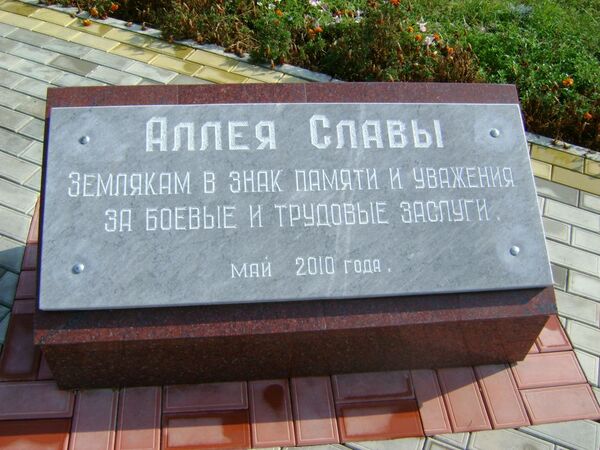 Аллея Славы
ЗЕМЛЯКАМ В ЗНАК ПАМЯТИ И УВАЖЕНИЯ
ЗА БОЕВЫЕ И ТРУДОВЫЕ ЗАСЛУГИ.
МАЙ 2010 года.